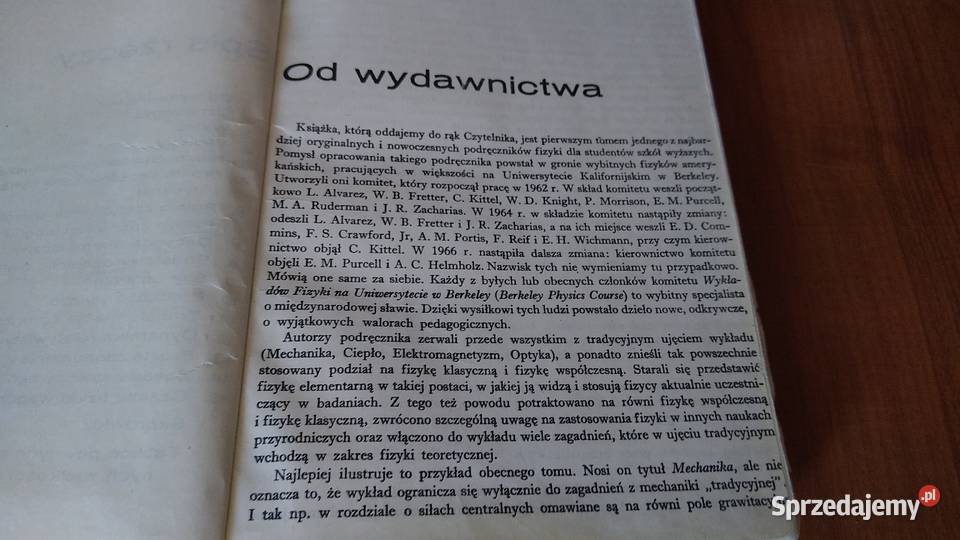 Od wydawnictwa
Książka, którą oddajemy do rąk Czytelnika, jest pierwszym tomem jednego z najbar-
dziej oryginalnych i nowoczesnych podręczników fizyki dla studentów szkół wyższych.
Pomysł opracowania takiego podręcznika powstał w gronie wybitnych fizyków amery-
kańskich, pracujących w większości na Uniwersytecie Kalifornijskim w Berkeley.
Utworzyli oni komitet, który rozpoczął pracę w 1962 r. W skład komitetu weszli począt-
kowo L. Alvarez, W. B. Fretter, C. Kittel, W. D. Knight, P. Morrison, E. M. Purcell,
M. A. Ruderman i J. R. Zacharias. W 1964 r. w składzie komitetu nastąpiły zmiany:
odeszli L. Alvarez, W. B. Fretter i J. R. Zacharias, a na ich miejsce weszli E. D. Com-
mins, F. S. Crawford, Jr, A. M. Portis, F. Reif i E. H. Wichmann, przy czym kierow-
nictwo objął C. Kittel. W 1966 r. nastąpiła dalsza zmiana: kierownictwo komitetu
objęli E. M. Purcell i A. C. Helmholz. Nazwisk tych nie wymieniamy tu przypadkowo.
Mówią one same za siebie. Każdy z byłych lub obecnych członków komitetu Wykła-
dów Fizyki na Uniwersytecie w Berkeley (Berkeley Physics Course) to wybitny specjalista
o międzynarodowej sławie. Dzięki wysiłkowi tych ludzi powstało dzieło nowe, odkrywcze,
o wyjątkowych walorach pedagogicznych.
Autorzy podręcznika zerwali przede wszystkim z tradycyjnym ujęciem wykładu
(Mechanika, Ciepło, Elektromagnetyzm, Optyka), a ponadto znieśli tak powszechnie
stosowany podział na fizykę klasyczną i fizykę współczesną. Starali się przedstawić
fizykę elementarną w takiej postaci, w jakiej ją widzą i stosują fizycy aktualnie uczestni-
czący w badaniach. Z tego też powodu potraktowano na równi fizykę współczesną
i fizykę klasyczną, zwrócono szczególną uwagę na zastosowania fizyki w innych naukach
przyrodniczych oraz włączono do wykładu wiele zagadnień, które w ujęciu tradycyjnym
wchodzą w zakres fizyki teoretycznej.
Najlepiej ilustruje to przykład obecnego tomu. Nosi on tytuł Mechanika, ale nie
oznacza to, że wykład ogranicza się wyłącznie do zagadnień z mechaniki „tradycyjnej”.
I tak np. w rozdziale o siłach centralnych omawiane są na równi pole grawitacy-
Sprzedajemy.pl